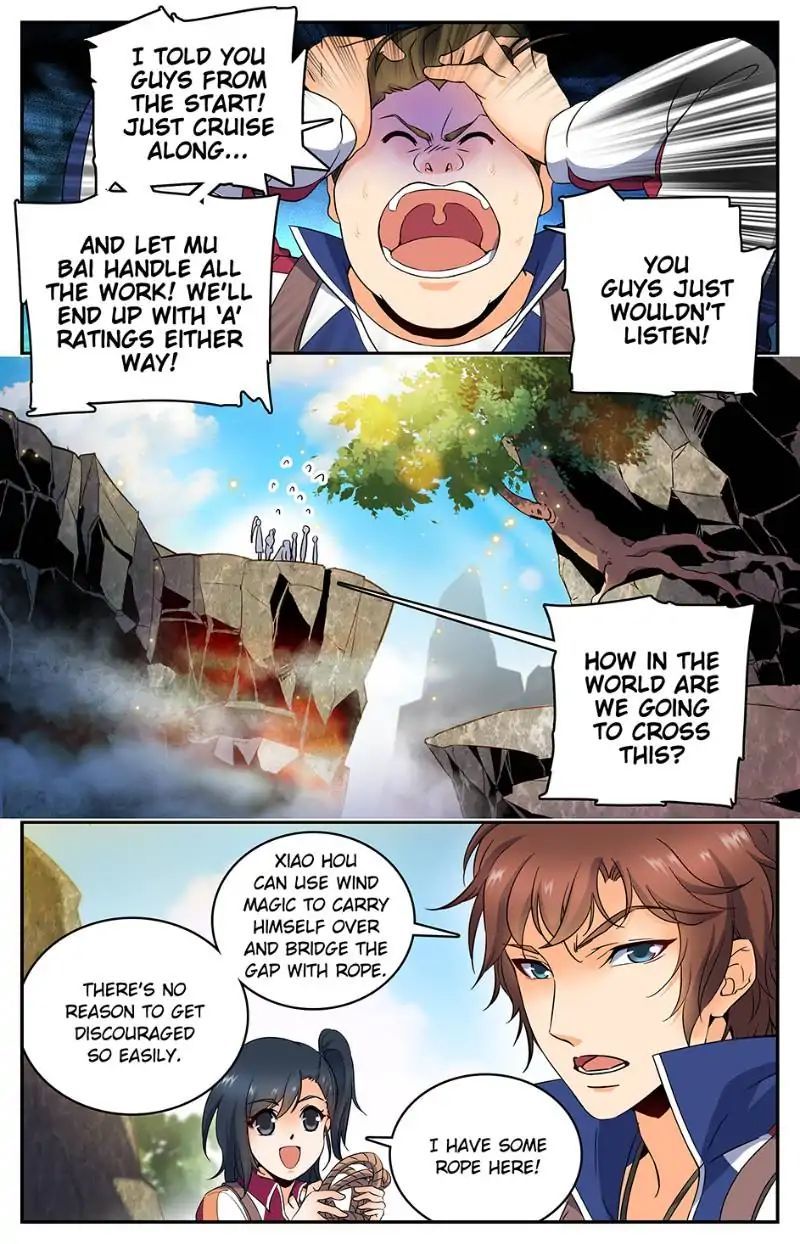 I TOLD YOU
GUYS FROM
THE START!
JUST CRUISE
ALONG...
AND LET MU
BAI HANDLE ALL
THE WORK! WE'LL
END UP WITH 'A'
RATINGS EITHER
WAY!
YOU
GUYS JUST
WOULDN'T
LISTEN!
HOW IN THE
WORLD ARE
WE GOING
TO CROSS
THIS?
XIAO HOU
CAN USE WIND
MAGIC TO CARRY
HIMSELF OVER
AND BRIDGE THE
GAP WITH ROPE.
THERE'S NO
REASON TO GET
DISCOURAGED
SO EASILY.
I HAVE SOME
ROPE HERE!